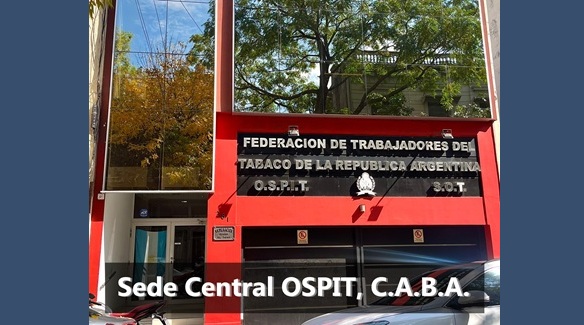 FEDERACION DE TRABAJADORES DEL
TABACO DE LA REPUBLICA ARGENTINA
O.S.P.I.T. S.O.T.
Sede Central OSPIT, C.A.B.A.